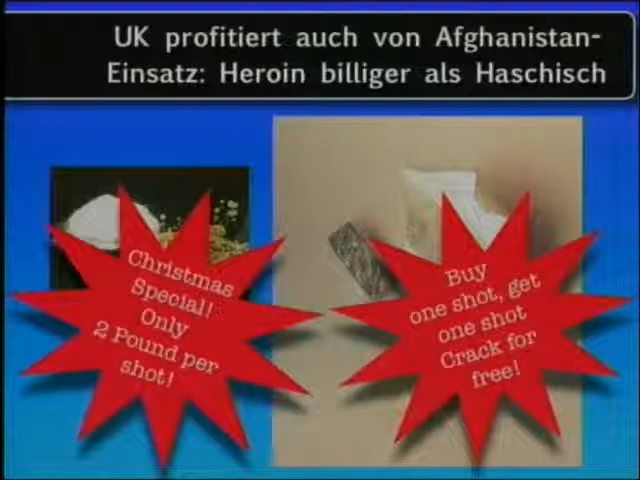 UK profitiert auch von Afghanistan-
Einsatz: Heroin billiger als Haschisch
Christmas
Special!
Only
2 Pound per
shot!
Buy
one shot, get
one shot
Crack for
free!